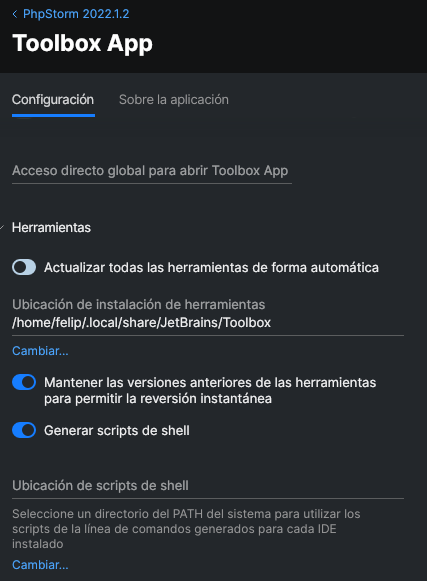 PhpStorm 2022.1.2
Toolbox App
Configuración
Sobre la aplicación
Acceso directo global para abrir Toolbox App
Herramientas
Actualizar todas las herramientas de forma automática
Ubicación de instalación de herramientas
/home/felip/.local/share/JetBrains/Toolbox
Cambiar...
Mantener las versiones anteriores de las herramientas
para permitir la reversión instantánea
Generar scripts de shell
Ubicación de scripts de shell
Seleccione un directorio del PATH del sistema para utilizar los
scripts de la línea de comandos generados para cada IDE
instalado
Cambiar...